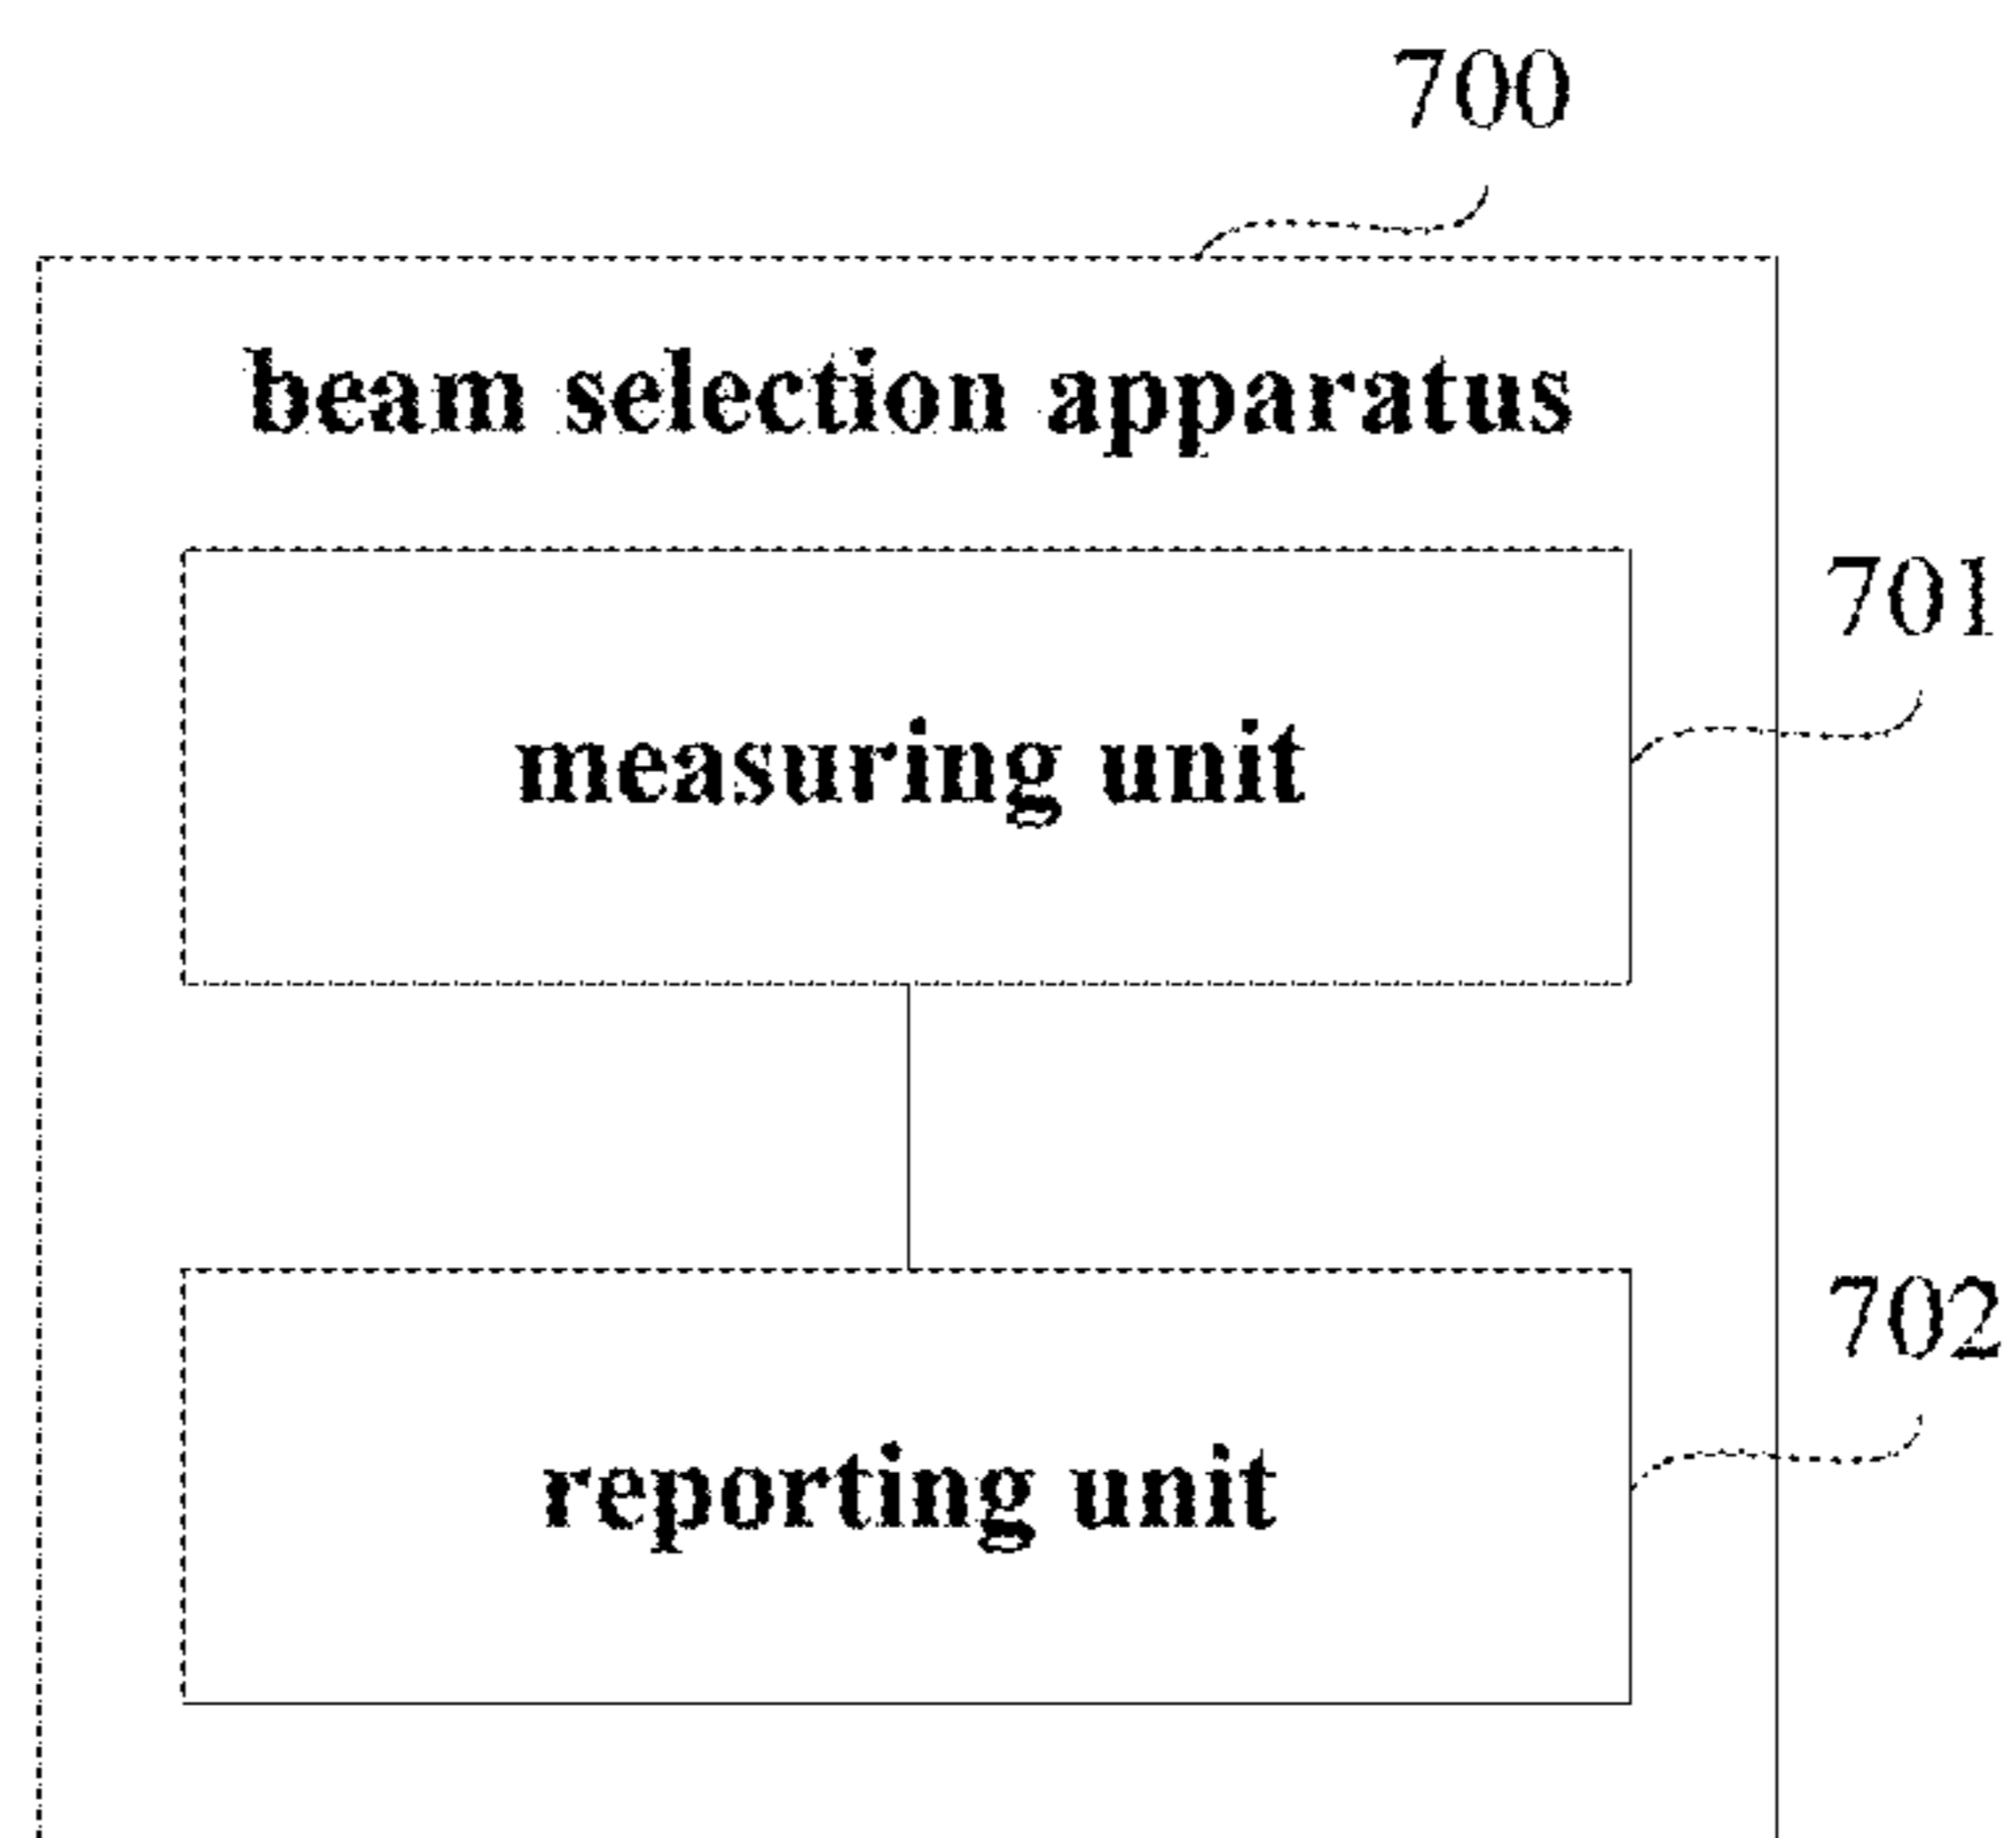 700
beam selection apparatus
701
measuring unit
702
reporting unit